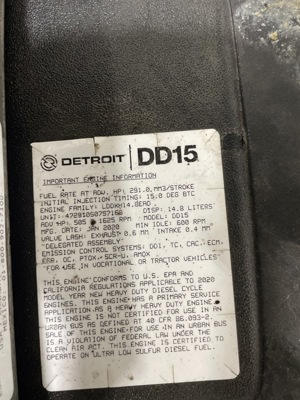 DETROIT DD15
IMPORTANT ENGINE INFORMATION
FUEL RATE AT ADV. HP: 291.0 MM3/STROKE
INITIAL INJECTION TIMING: 15.0 DEG BTC
ENGINE FAMILY: LDDXH14.8EAD
UNIT: 472910S0757168 DISP: 14.8 LITERS
ADV HP: 505 @ 1625 RPM MODEL: DD15
MFG. DATE: JAN 2020 MIN IDLE: 600 RPM
VALVE LASH: EXHAUST 0.6 MM INTAKE 0.4 MM
"DELEGATED ASSEMBLY"
EMISSION CONTROL SYSTEMS: DDI, TC, CAC, ECM,
EGR, OC, PTOX, SCR-U, AMOX
"FOR USE IN VOCATIONAL OR TRACTOR VEHICLES"
THIS ENGINE CONFORMS TO U.S. EPA AND
CALIFORNIA REGULATIONS APPLICABLE TO 2020
MODEL YEAR NEW HEAVY DUTY DIESEL CYCLE
ENGINES. THIS ENGINE HAS A PRIMARY SERVICE
APPLICATION AS A HEAVY HEAVY DUTY ENGINE.
THIS ENGINE IS NOT CERTIFIED FOR USE IN AN
URBAN BUS AS DEFINED AT 40 CFR 86.093-2.
SALE OF THIS ENGINE FOR USE IN AN URBAN BUS
IS A VIOLATION OF FEDERAL LAW UNDER THE
CLEAN AIR ACT. THIS ENGINE IS CERTIFIED TO
OPERATE ON ULTRA LOW SULFUR DIESEL FUEL.